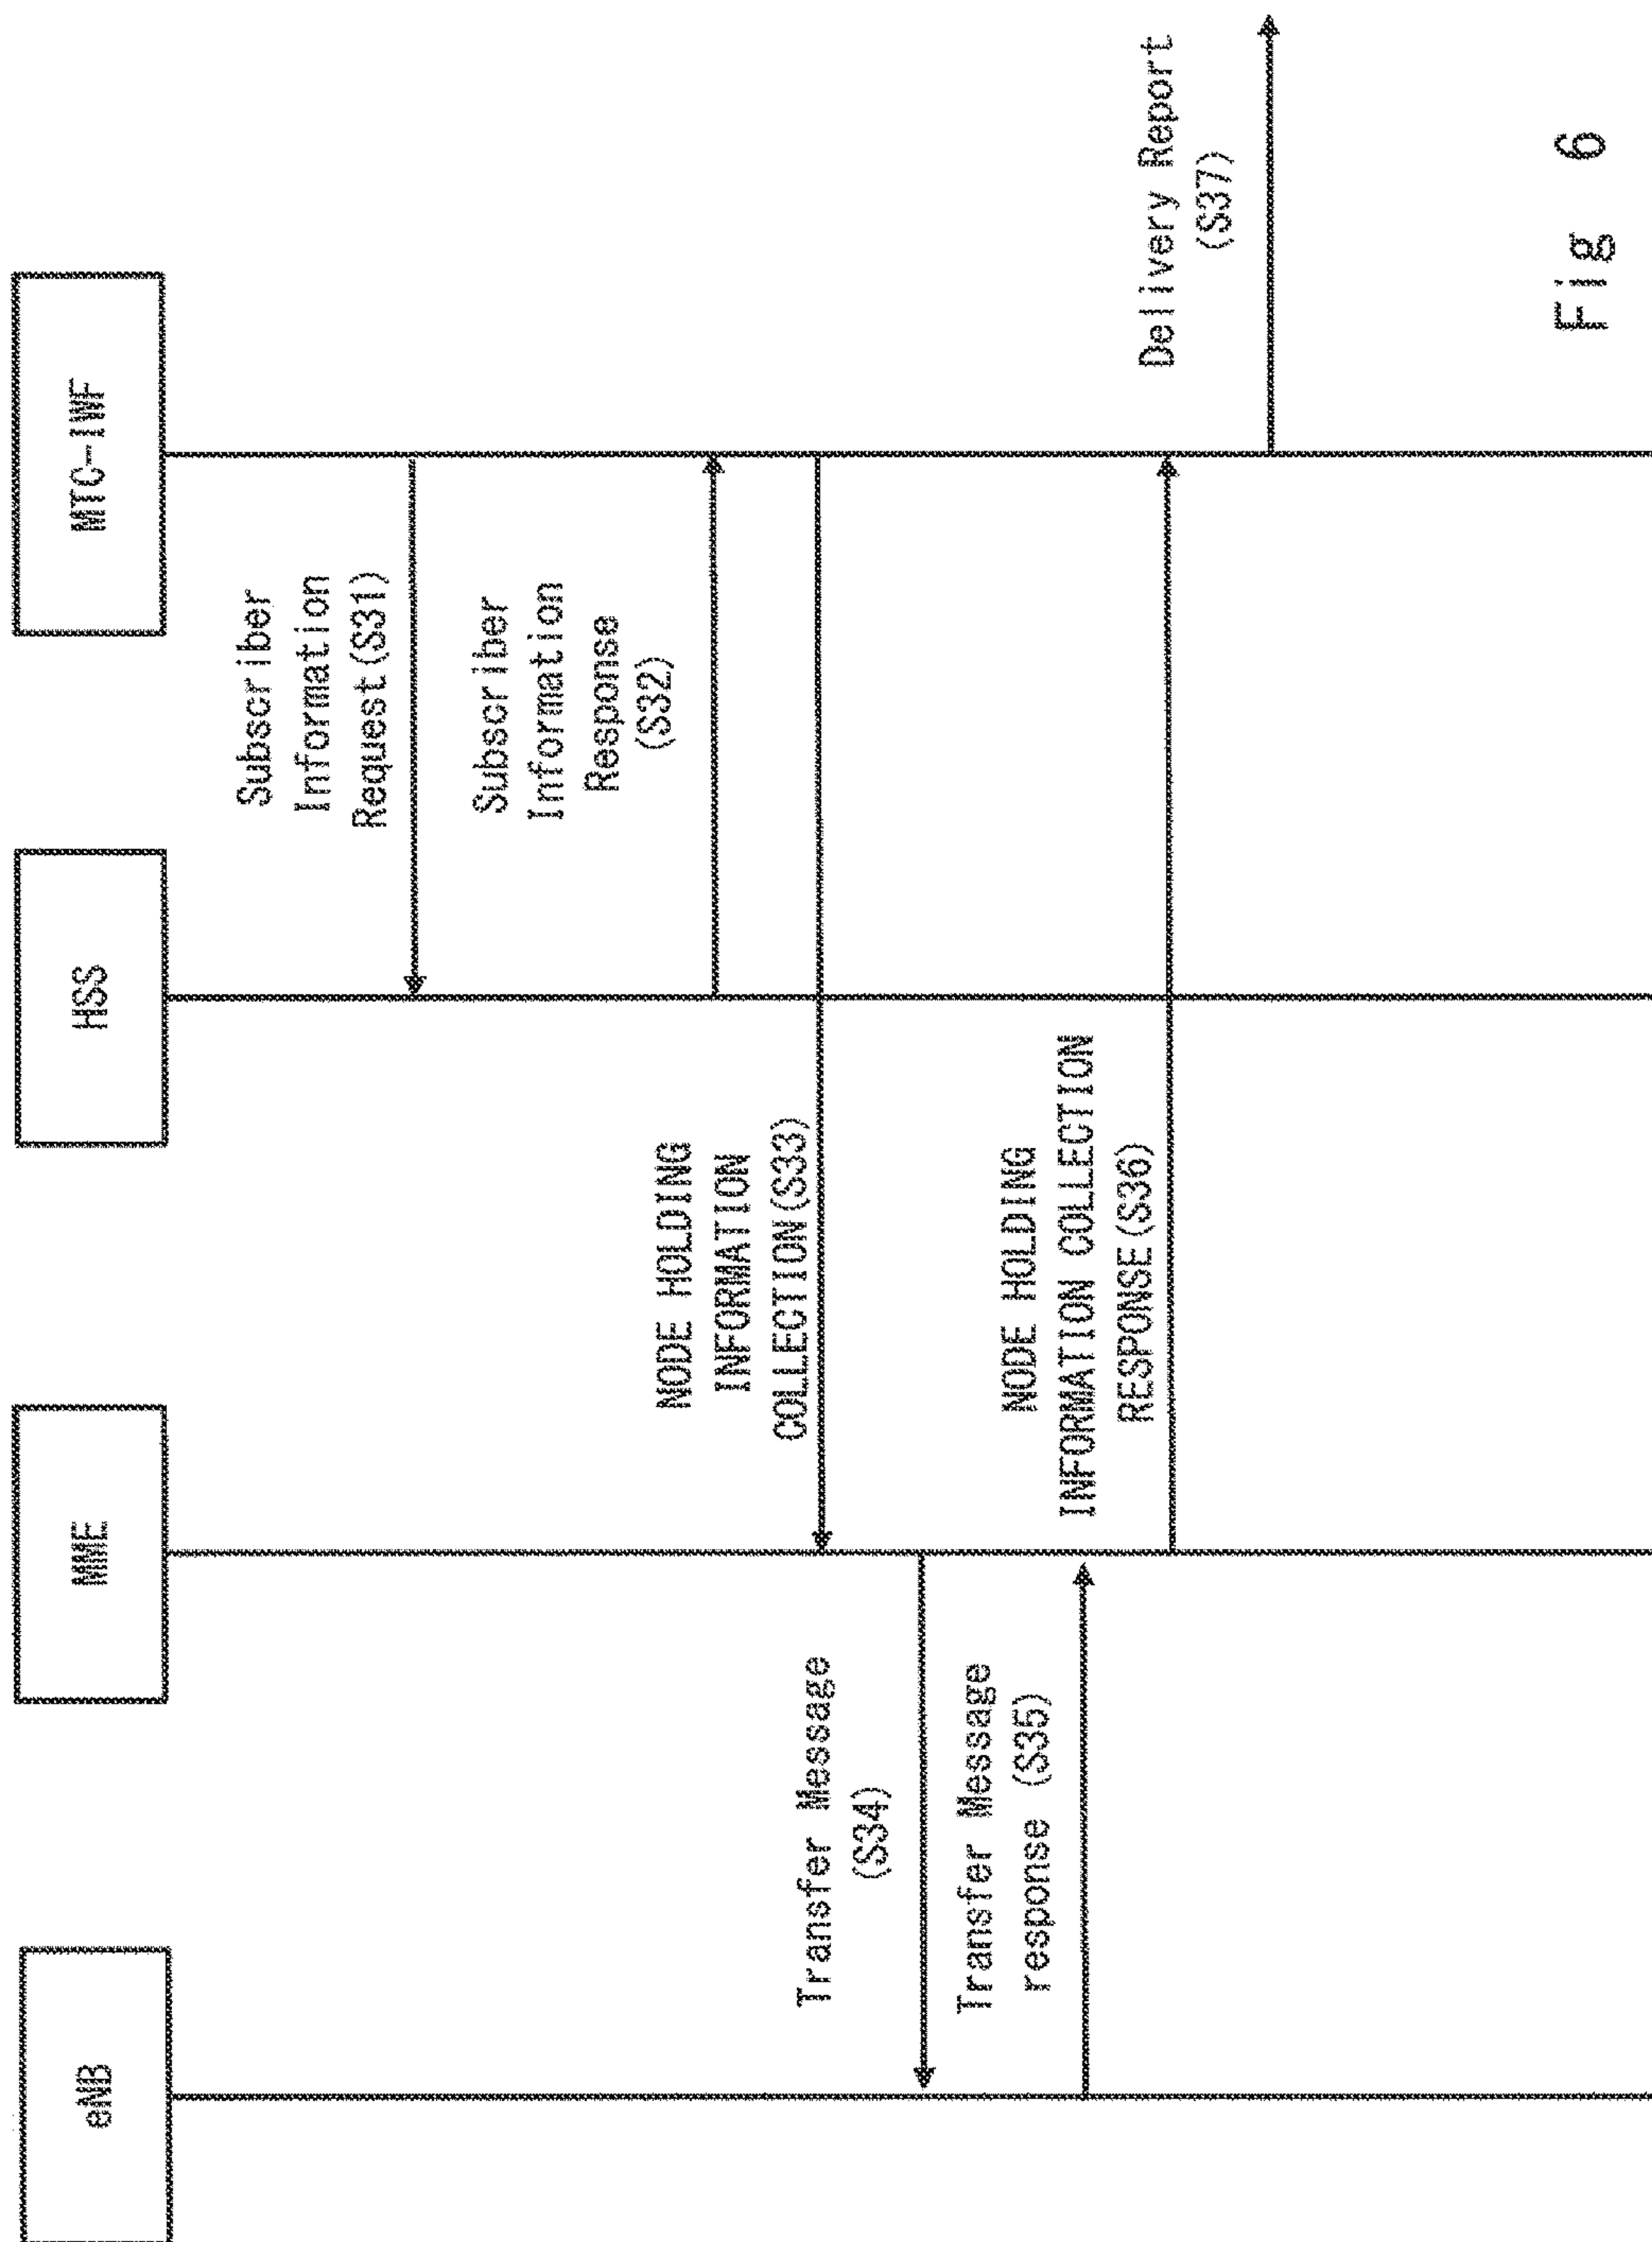 eNB
MME
HSS
MTC-IWF
Subscriber
Information
Request(S31)
Subscriber
Information
Response
(S32)
NODE HOLDING
INFORMATION
COLLECTION(S33)
Transfer Message
(S34)
Transfer Message
response (S35)
NODE HOLDING
INFORMATION COLLECTION
RESPONSE(S36)
Delivery Report
(S37)
Fig 6